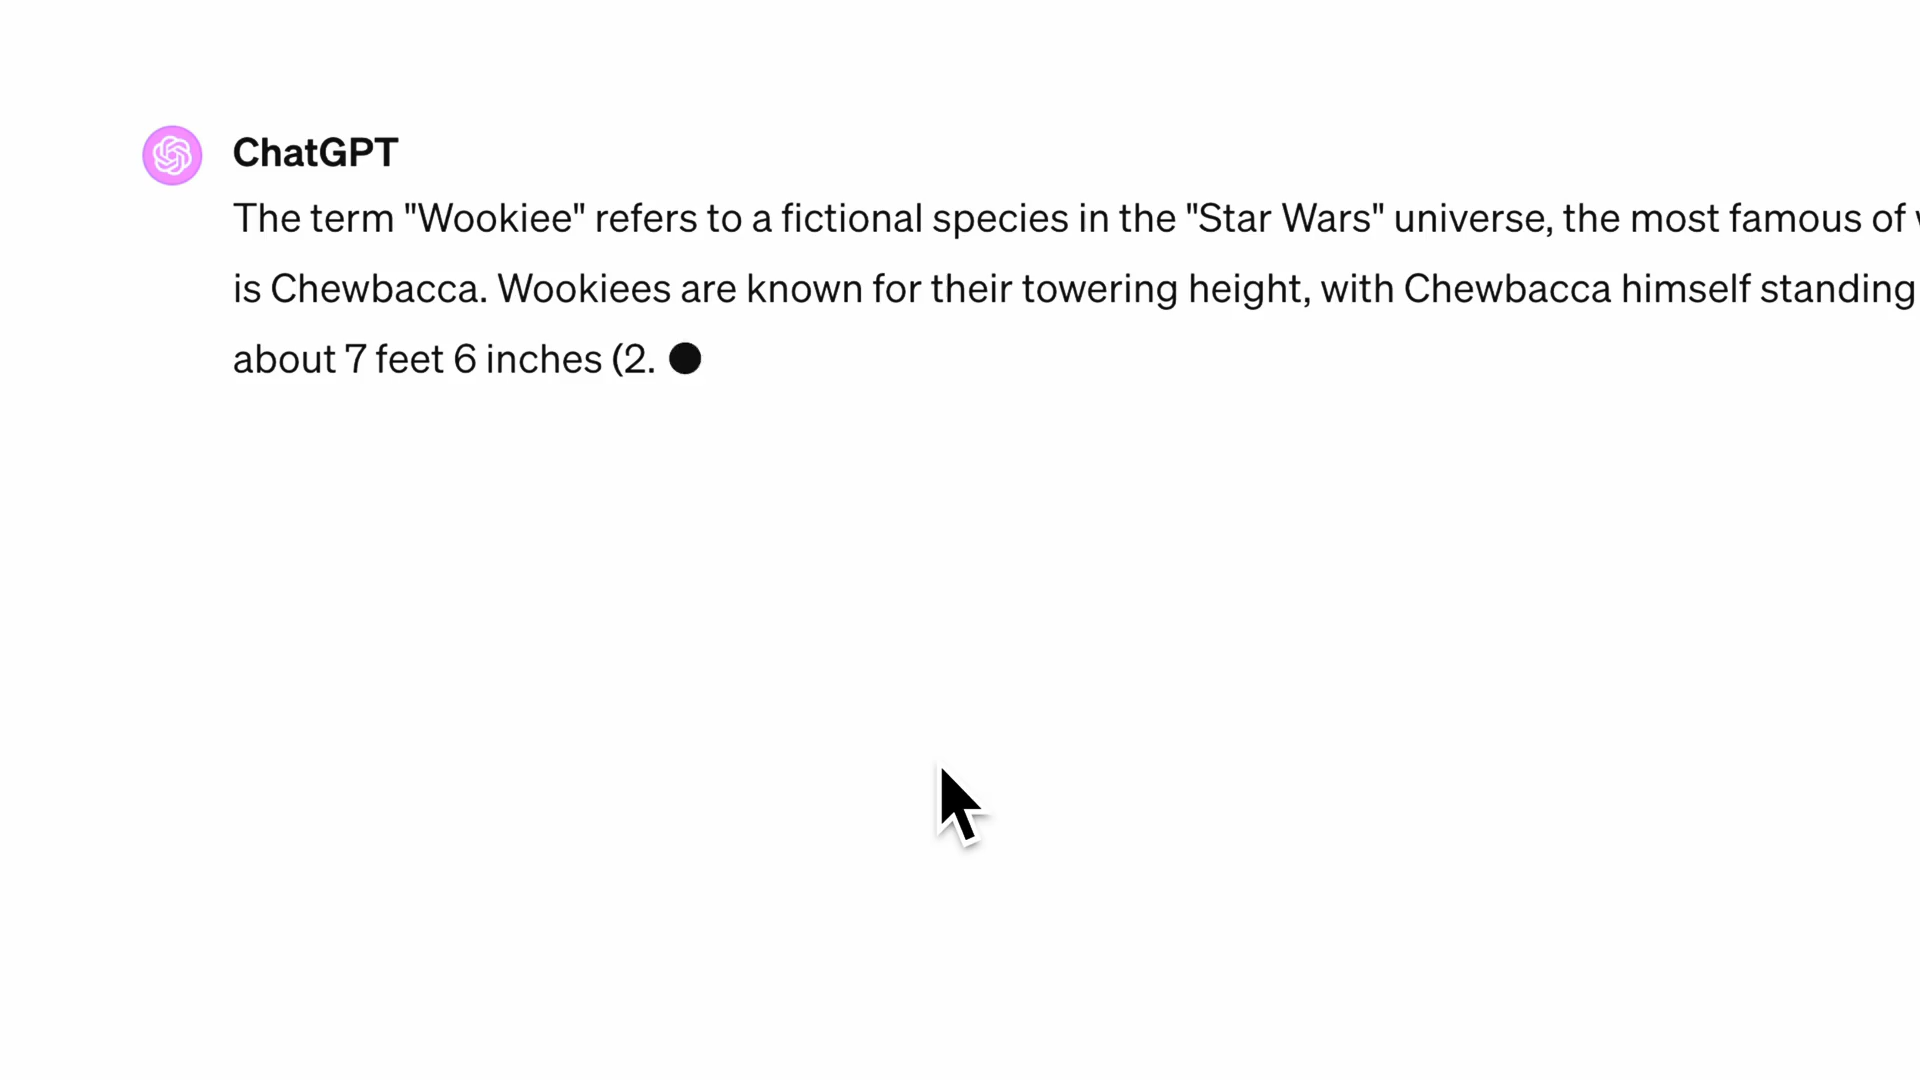 ChatGPT
The term "Wookiee" refers to a fictional species in the "Star Wars" universe, the most famous of
is Chewbacca. Wookiees are known for their towering height, with Chewbacca himself standing
about 7 feet 6 inches (2.